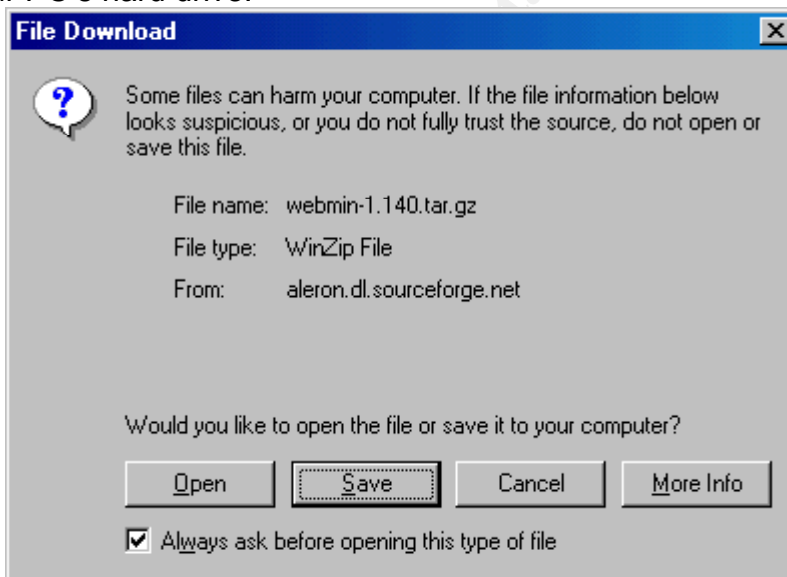 File Download
Some files can harm your computer. If the file information below
looks suspicious, or you do not fully trust the source, do not open or
save this file.
File name: webmin-1.140.tar.gz
File type: WinZip File
From: aleron.dl.sourceforge.net
Would you like to open the file or save it to your computer?
Open Save Cancel More Info
Always ask before opening this type of file